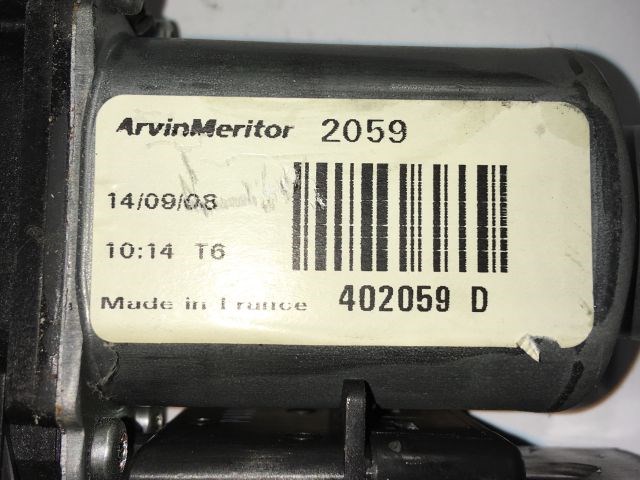 ArvinMeritor 2059
14/09/08
10:14 T6
Made in France 402059 D